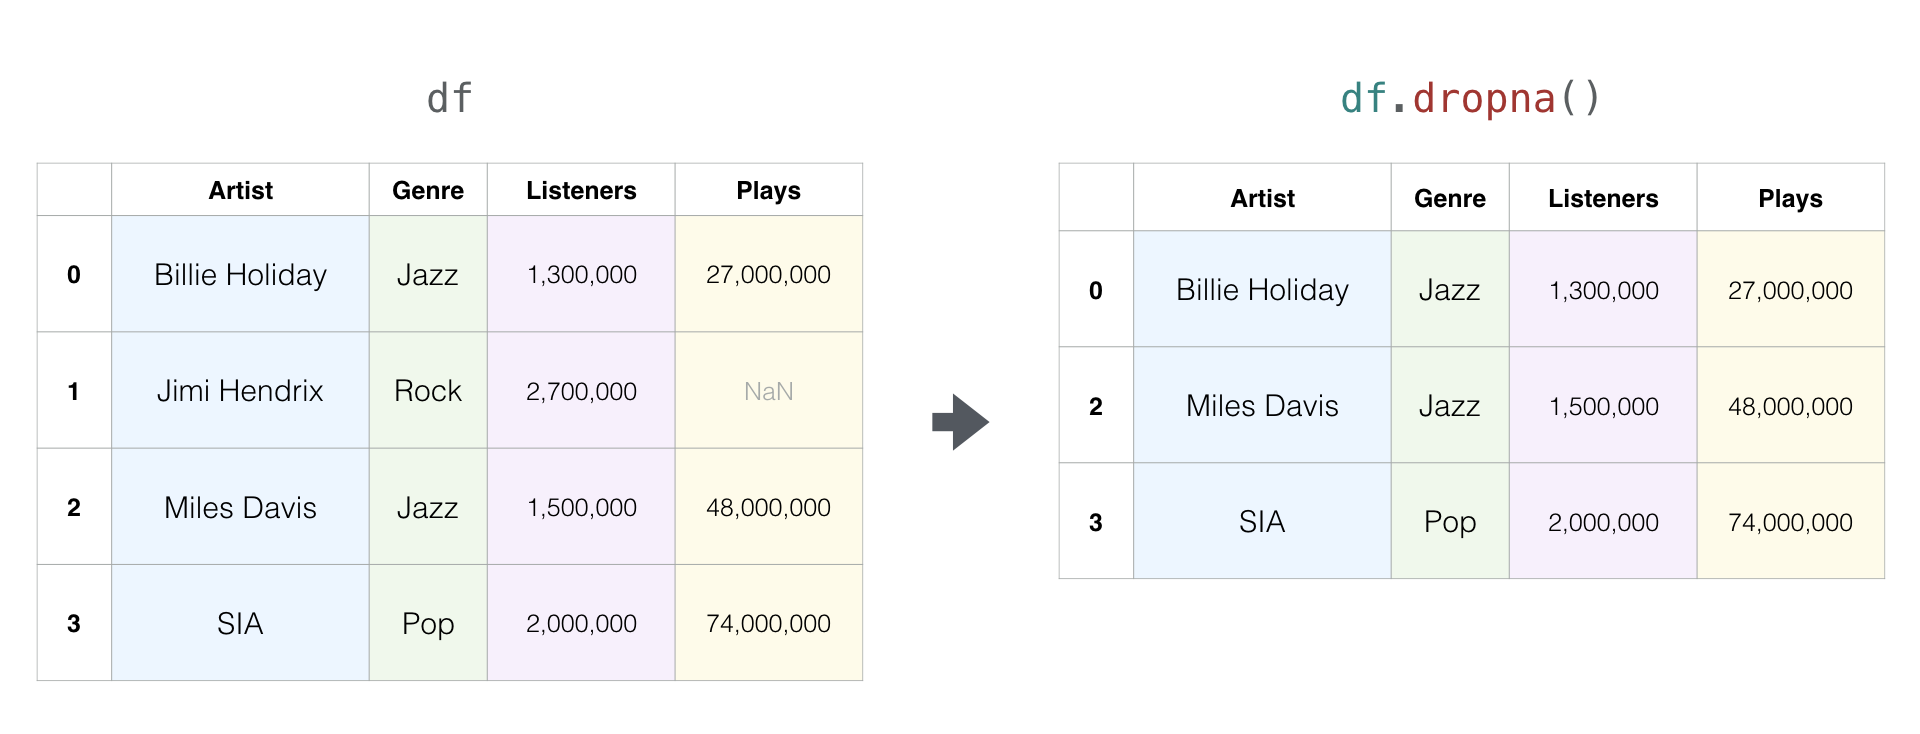 df
Artist Genre Listeners Plays
0 Billie Holiday Jazz 1,300,000 27,000,000
1 Jimi Hendrix Rock 2,700,000 NaN
2 Miles Davis Jazz 1,500,000 48,000,000
3 SIA Pop 2,000,000 74,000,000
df.dropna()
Artist Genre Listeners Plays
0 Billie Holiday Jazz 1,300,000 27,000,000
2 Miles Davis Jazz 1,500,000 48,000,000
3 SIA Pop 2,000,000 74,000,000